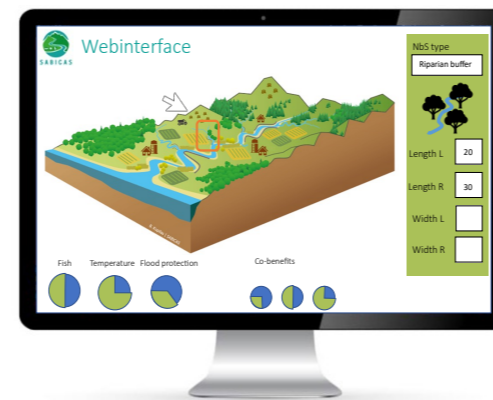 Webinterface
SABICAS
NbS type
Riparian buffer
Length L 20
Length R 30
Width L
Width R
Fish Temperature Flood protection Co-benefits